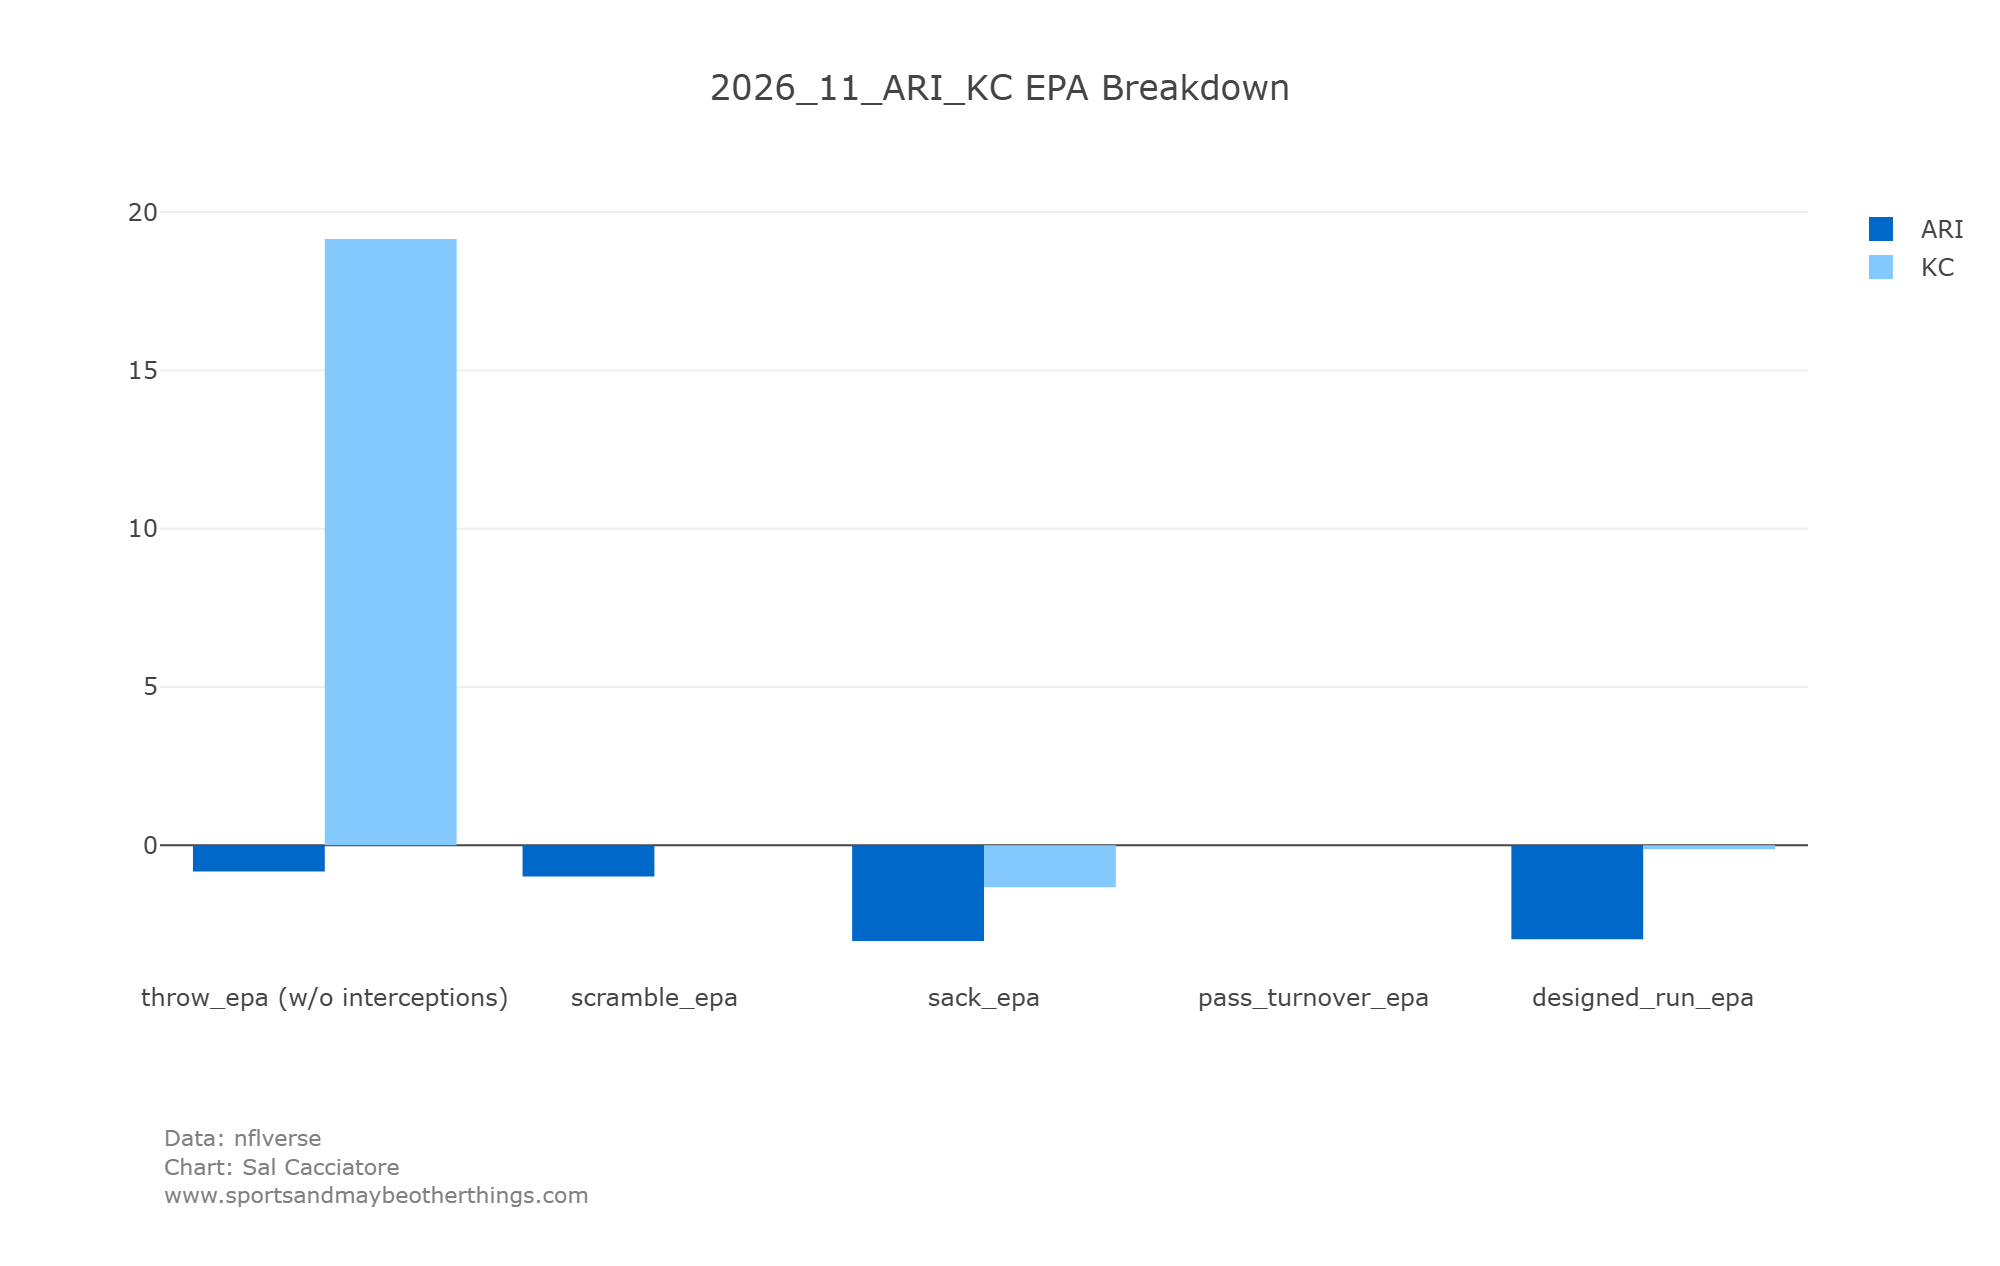 2026_11_ARI_KC EPA Breakdown
20
15
10
5
0
ARI
KC
throw_epa (w/o interceptions)
scramble_epa
sack_epa
pass_turnover_epa
designed_run_epa
Data: nflverse
Chart: Sal Cacciatore
www.sportsandmaybeotherthings.com